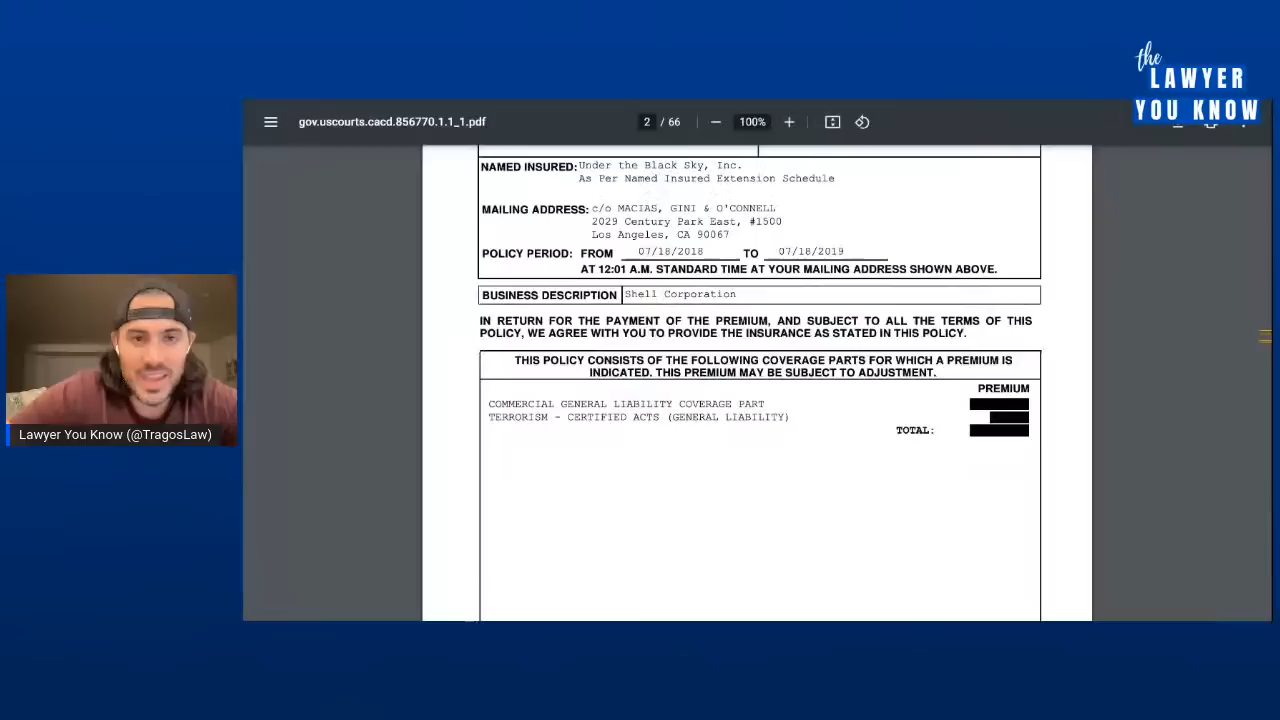 the
LAWYER
YOU KNOW
gov.uscourts.cacd.856770.1.1_1.pdf
2 / 66
100%
NAMED INSURED: Under the Black Sky, Inc.
As Per Named Insured Extension Schedule
MAILING ADDRESS: c/o MACIAS, GINI & O'CONNELL
2029 Century Park East, #1500
Los Angeles, CA 90067
POLICY PERIOD: FROM 07/18/2018 TO 07/18/2019
AT 12:01 A.M. STANDARD TIME AT YOUR MAILING ADDRESS SHOWN ABOVE.
BUSINESS DESCRIPTION Shell Corporation
IN RETURN FOR THE PAYMENT OF THE PREMIUM, AND SUBJECT TO ALL THE TERMS OF THIS
POLICY, WE AGREE WITH YOU TO PROVIDE THE INSURANCE AS STATED IN THIS POLICY.
THIS POLICY CONSISTS OF THE FOLLOWING COVERAGE PARTS FOR WHICH A PREMIUM IS
INDICATED. THIS PREMIUM MAY BE SUBJECT TO ADJUSTMENT.
PREMIUM
COMMERCIAL GENERAL LIABILITY COVERAGE PART
TERRORISM - CERTIFIED ACTS (GENERAL LIABILITY)
TOTAL:
Lawyer You Know (@TragosLaw)